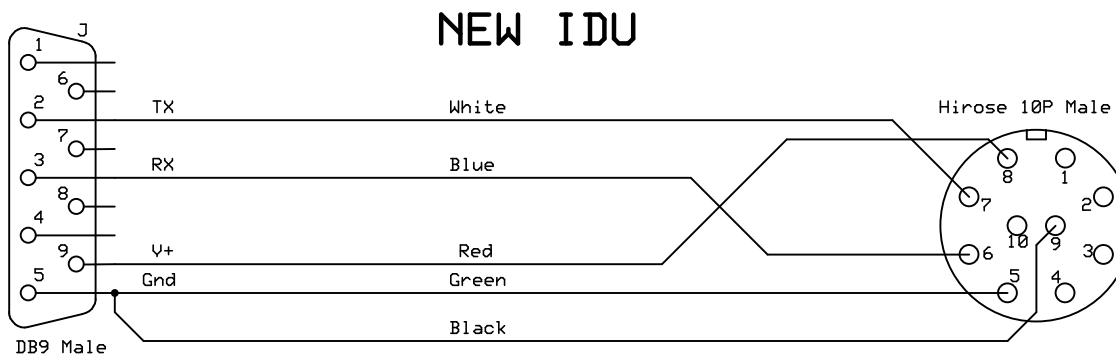 NEW IDU
J
1
6
2
7
3
8
4
9
5
DB9 Male
TX White
RX Blue
V+ Red
Gnd Green
Black
Hirose 10P Male
8 1
7 2
10 9
6 3
5 4